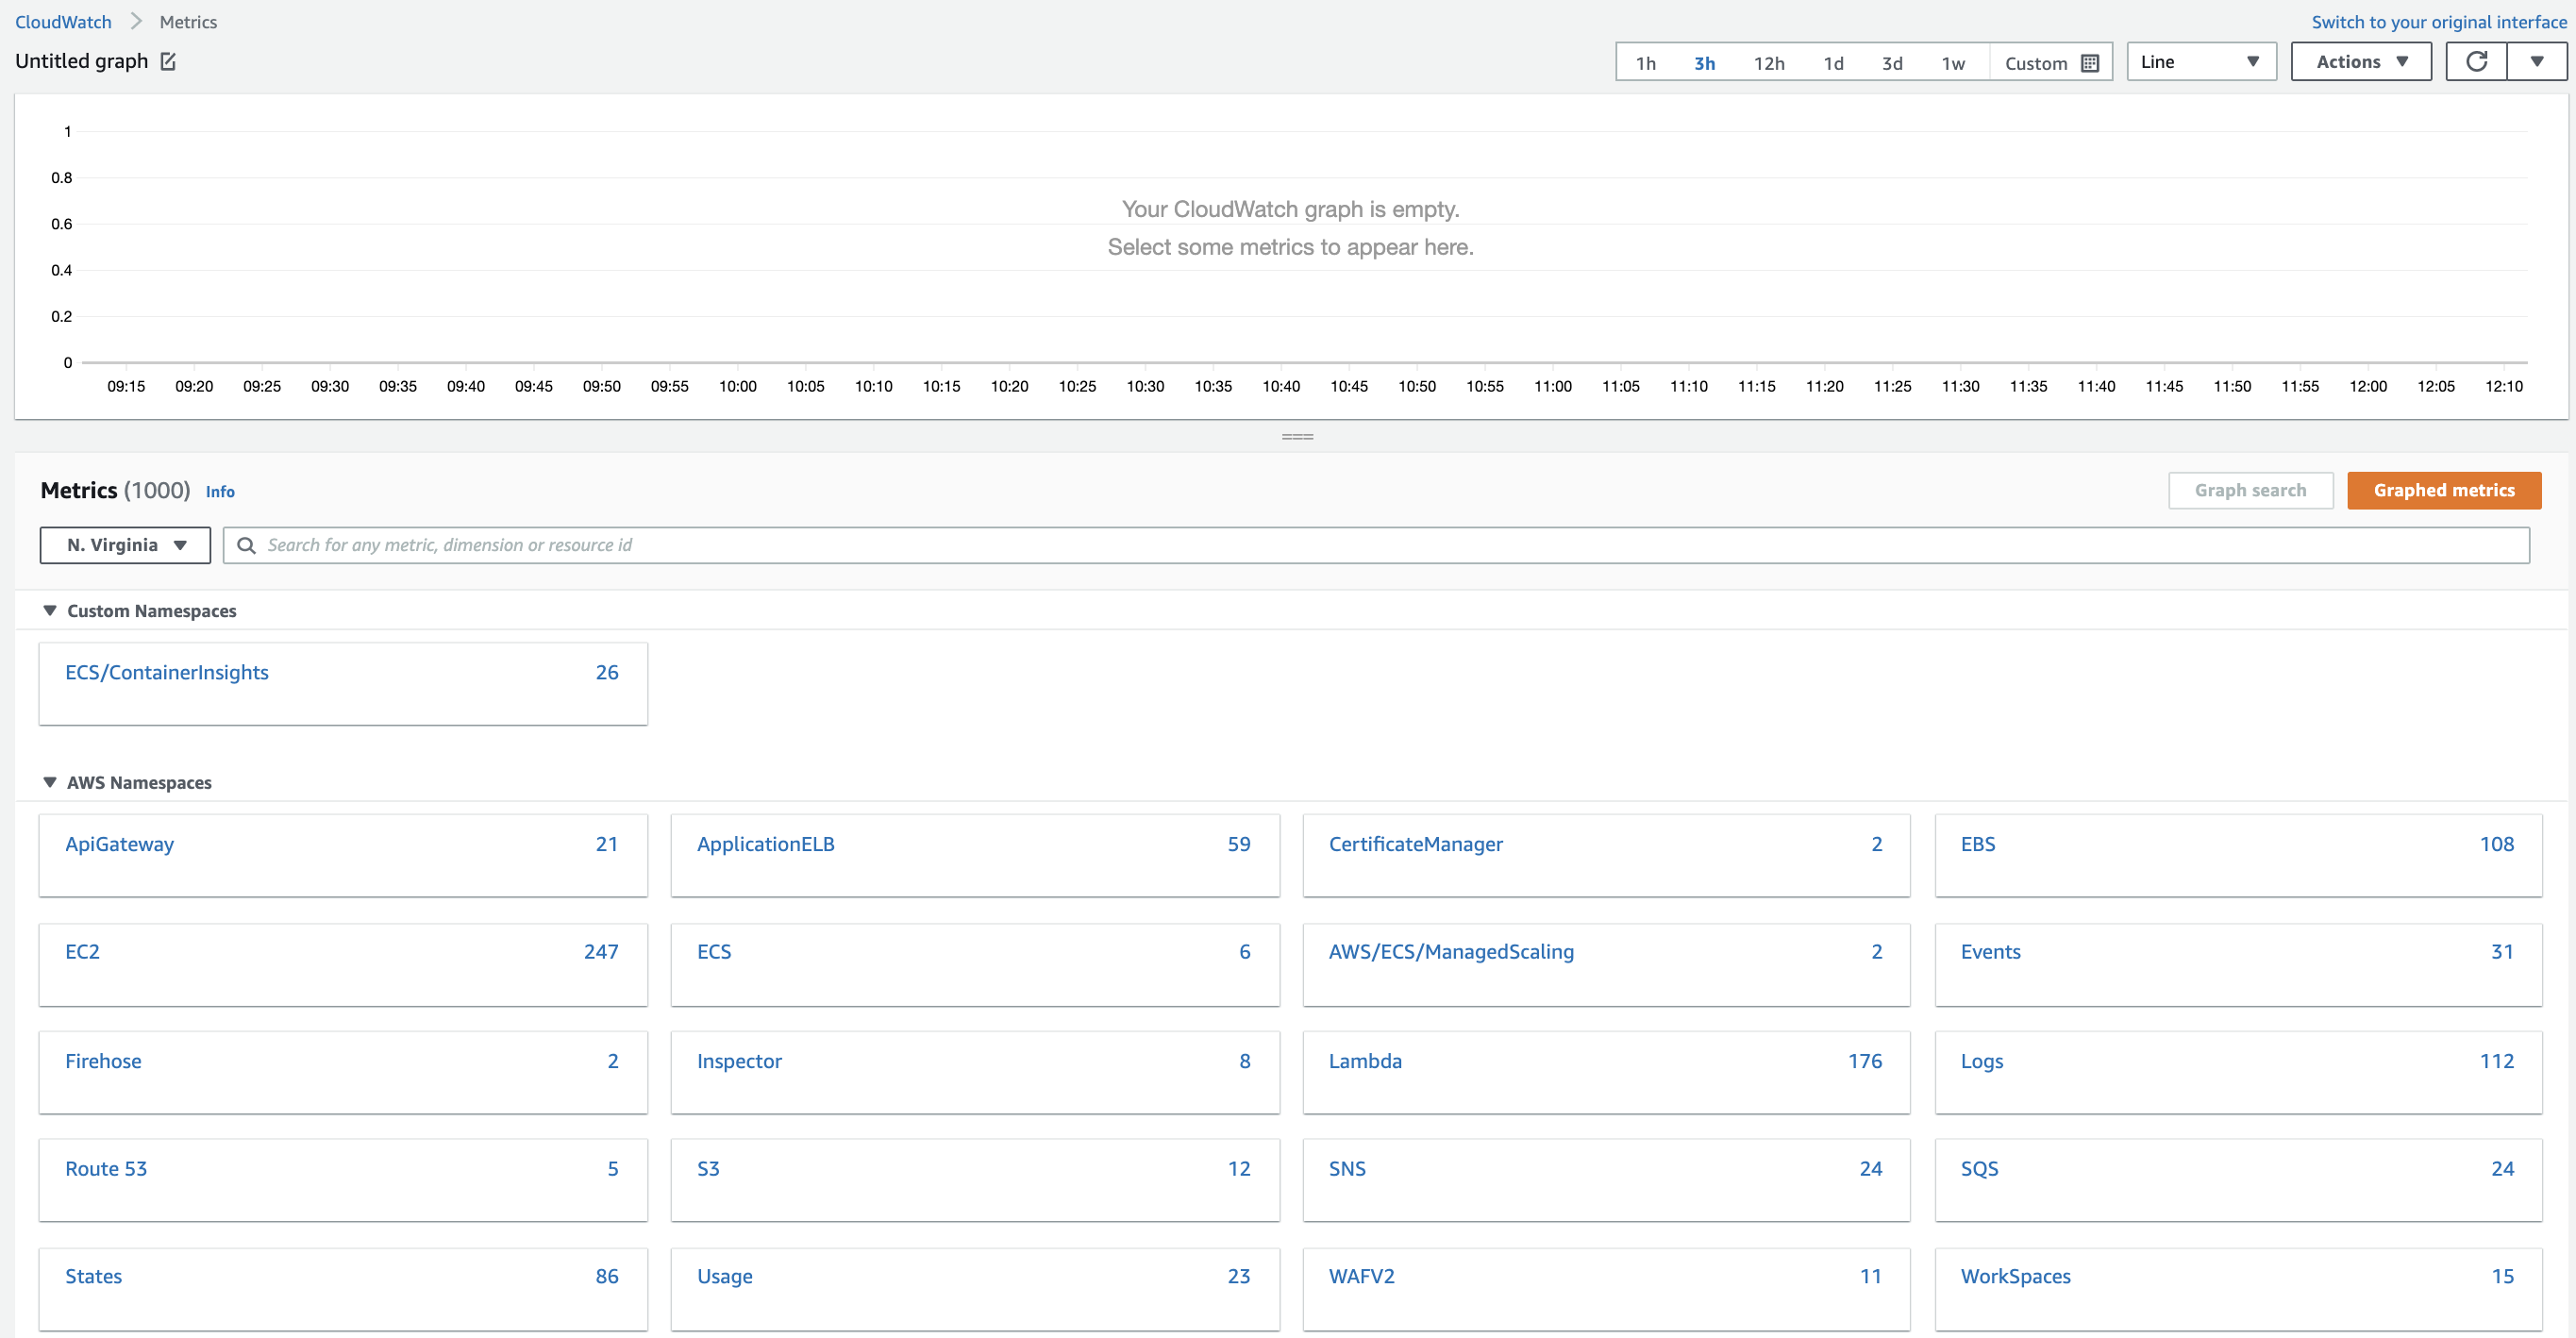 CloudWatch > Metrics
Switch to your original interface
Untitled graph
1h 3h 12h 1d 3d 1w Custom
Line
Actions
1
0.8
0.6
0.4
0.2
0
Your CloudWatch graph is empty.
Select some metrics to appear here.
09:15 09:20 09:25 09:30 09:35 09:40 09:45 09:50 09:55 10:00 10:05 10:10 10:15 10:20 10:25 10:30 10:35 10:40 10:45 10:50 10:55 11:00 11:05 11:10 11:15 11:20 11:25 11:30 11:35 11:40 11:45 11:50 11:55 12:00 12:05 12:10
Metrics (1000) Info
Graph search
Graphed metrics
N. Virginia
Search for any metric, dimension or resource id
Custom Namespaces
ECS/ContainerInsights 26
AWS Namespaces
ApiGateway 21
ApplicationELB 59
CertificateManager 2
EBS 108
EC2 247
ECS 6
AWS/ECS/ManagedScaling 2
Events 31
Firehose 2
Inspector 8
Lambda 176
Logs 112
Route 53 5
S3 12
SNS 24
SQS 24
States 86
Usage 23
WAFV2 11
WorkSpaces 15